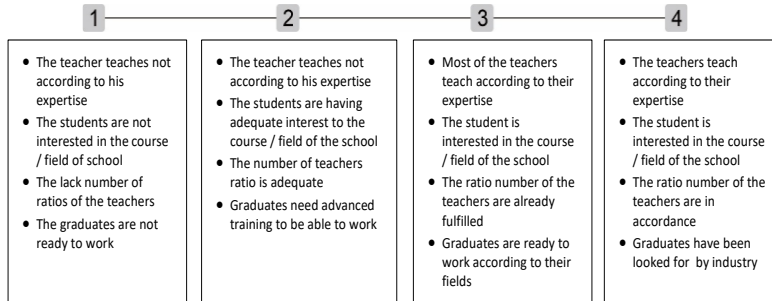 1
2
3
4
• The teacher teaches not
according to his
expertise
• The students are not
interested in the course
/ field of school
• The lack number of
ratios of the teachers
• The graduates are not
ready to work
• The teacher teaches not
according to his expertise
• The students are having
adequate interest to the
course / field of the school
• The number of teachers
ratio is adequate
• Graduates need advanced
training to be able to work
• Most of the teachers
teach according to their
expertise
• The student is
interested in the course
/ field of the school
• The ratio number of the
teachers are already
fulfilled
• Graduates are ready to
work according to their
fields
• The teachers teach
according to their
expertise
• The student is
interested in the course
/ field of the school
• The ratio number of the
teachers are in
accordance
• Graduates have been
looked for by industry